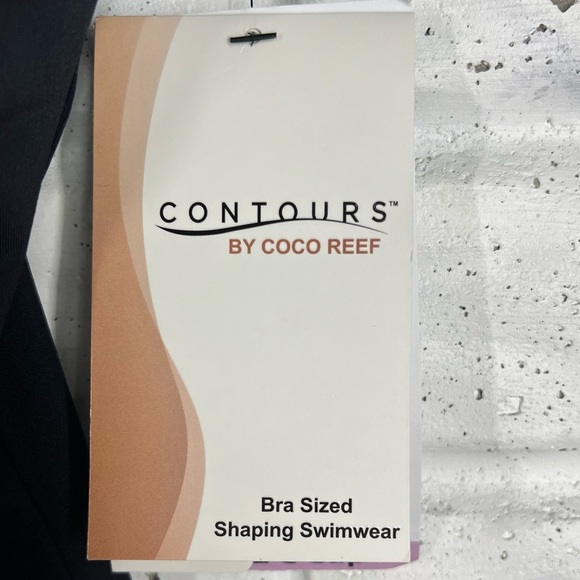 CONTOURS™
BY COCO REEF
Bra Sized
Shaping Swimwear